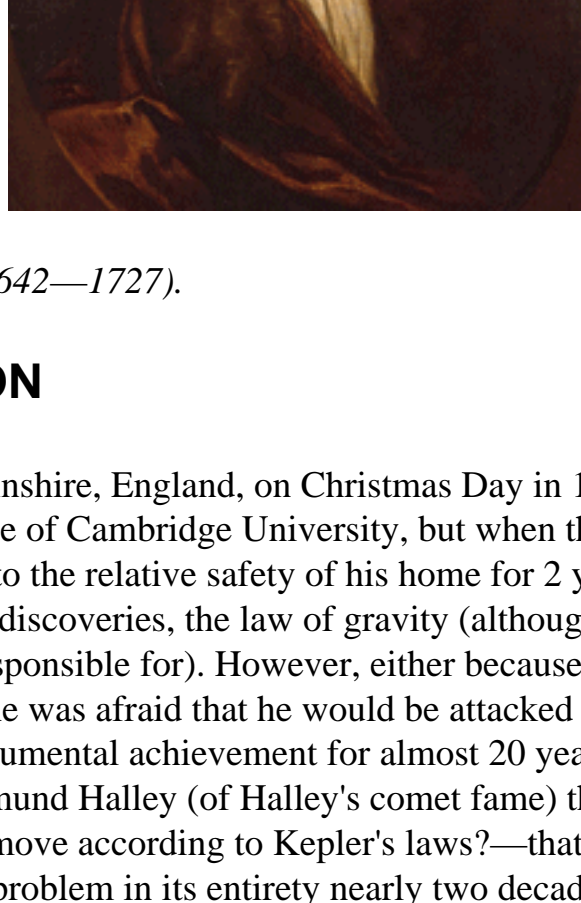 642—1727).
ON
nshire, England, on Christmas Day in 1
e of Cambridge University, but when th
to the relative safety of his home for 2 y
discoveries, the law of gravity (althoug
sponsible for). However, either because
he was afraid that he would be attacked
umental achievement for almost 20 yea
mund Halley (of Halley's comet fame) th
move according to Kepler's laws?—that
problem in its entirety nearly two decad